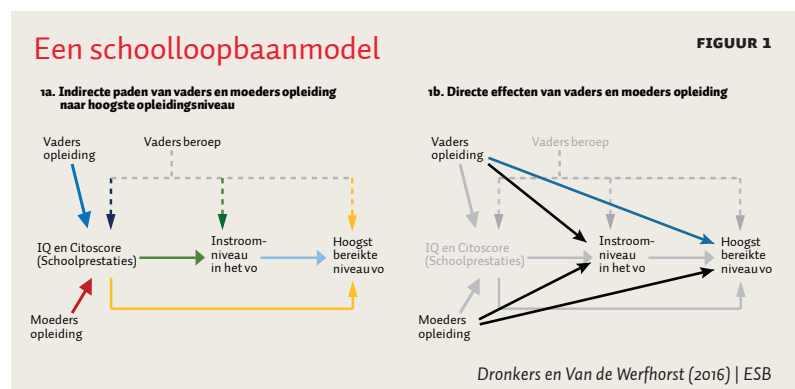 Een schoolloopbaanmodel
FIGUUR 1
1a. Indirecte paden van vaders en moeders opleiding
naar hoogste opleidingsniveau
Vaders
opleiding
Vaders beroep
IQ en Citoscore
(Schoolprestaties)
Instroom-
niveau
in het vo
Hoogst
bereikte
niveau vo
Moeders
opleiding
1b. Directe effecten van vaders en moeders opleiding
Vaders
opleiding
Vaders beroep
IQ en Citoscore
(Schoolprestaties)
Instroom-
niveau
in het vo
Hoogst
bereikte
niveau vo
Moeders
opleiding
Dronkers en Van de Werfhorst (2016) | ESB